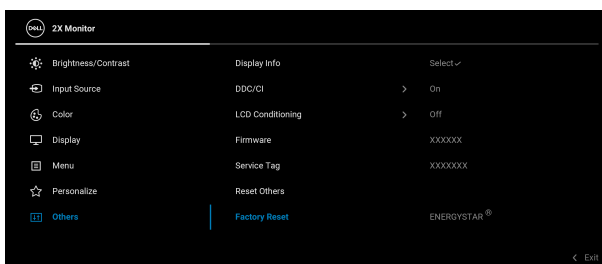 DELL 2X Monitor
Brightness/Contrast Display Info Select✓
Input Source DDC/CI > On
Color LCD Conditioning > Off
Display Firmware XXXXXX
Menu Service Tag XXXXXXX
Personalize Reset Others
Others Factory Reset ENERGYSTAR ®
< Exit